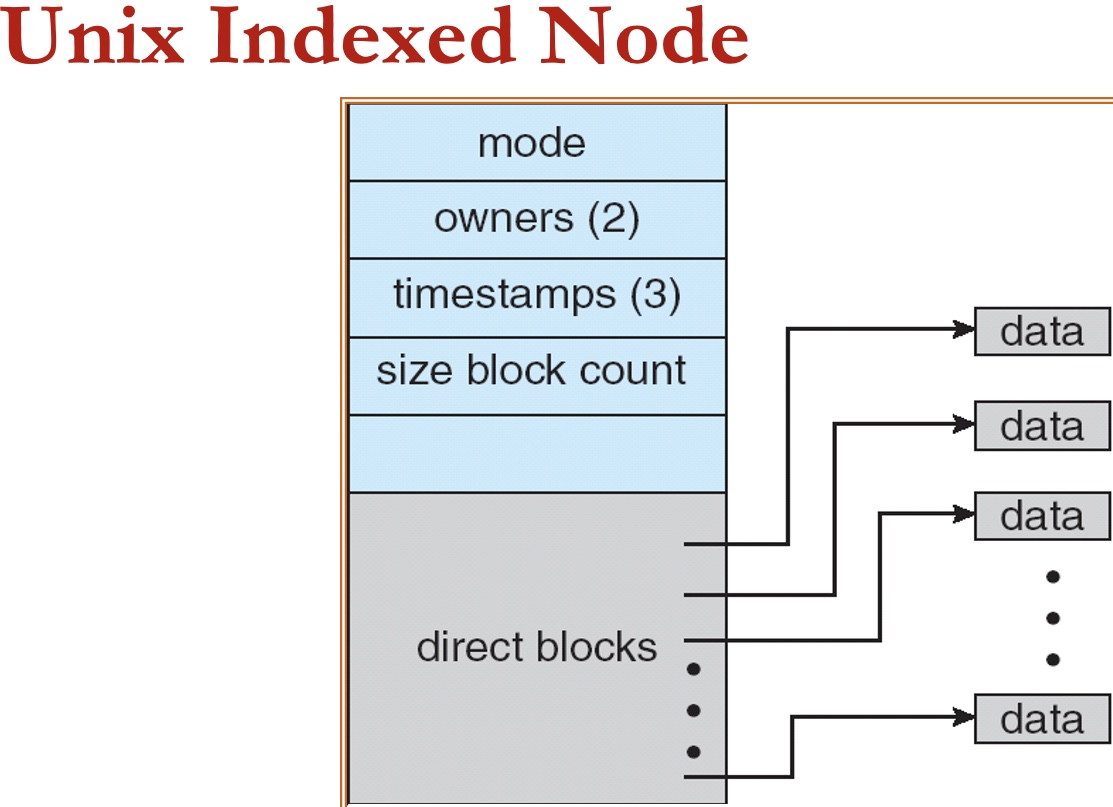 Unix Indexed Node
mode
owners (2)
timestamps (3)
size block count
direct blocks
data
data
data
data